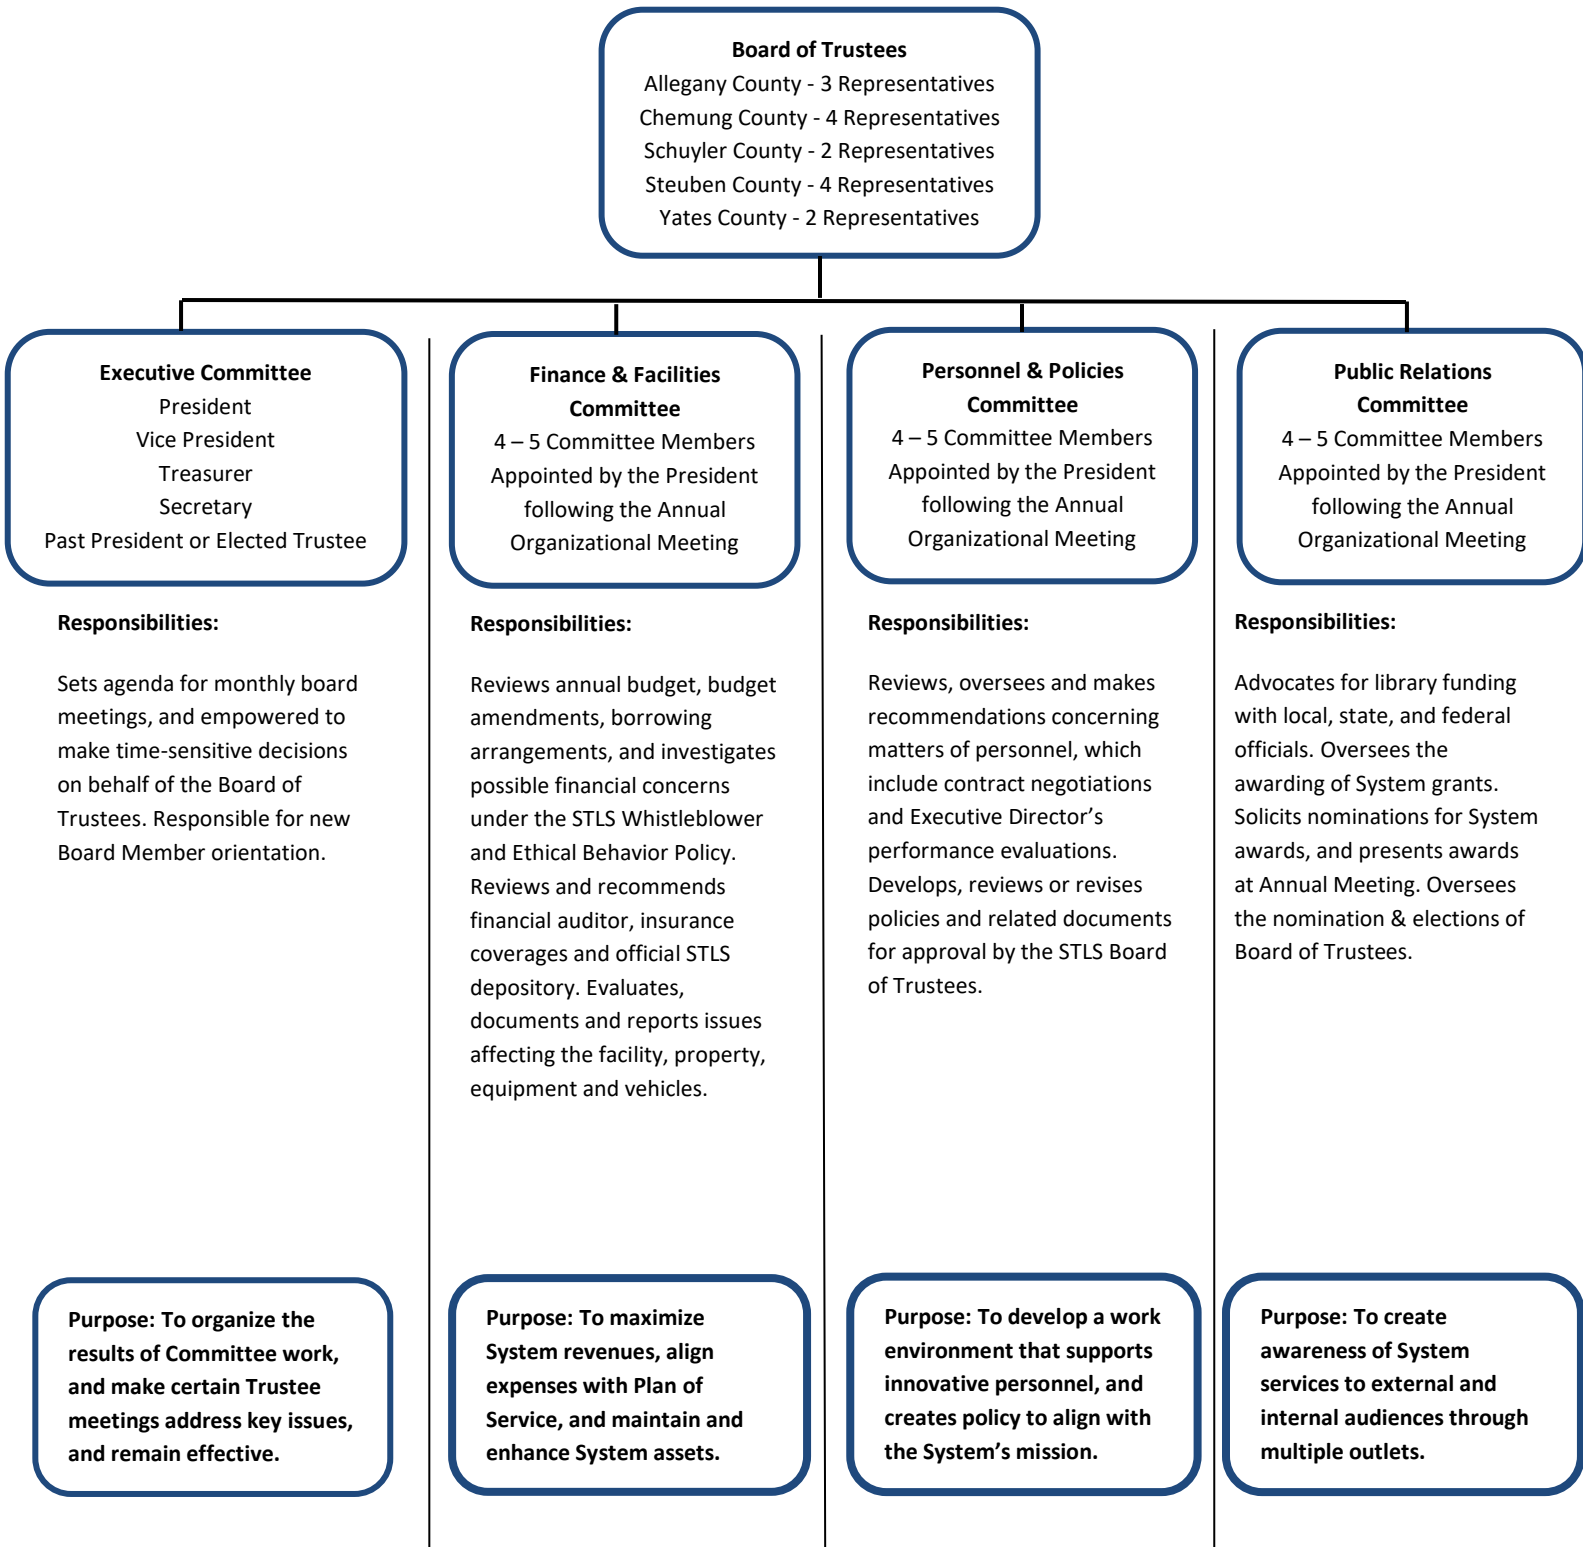 Board of Trustees
Allegany County - 3 Representatives
Chemung County - 4 Representatives
Schuyler County - 2 Representatives
Steuben County - 4 Representatives
Yates County - 2 Representatives
Executive Committee
President
Vice President
Treasurer
Secretary
Past President or Elected Trustee
Responsibilities:
Sets agenda for monthly board
meetings, and empowered to
make time-sensitive decisions
on behalf of the Board of
Trustees. Responsible for new
Board Member orientation.
Purpose: To organize the
results of Committee work,
and make certain Trustee
meetings address key issues,
and remain effective.
Finance & Facilities
Committee
4 – 5 Committee Members
Appointed by the President
following the Annual
Organizational Meeting
Responsibilities:
Reviews annual budget, budget
amendments, borrowing
arrangements, and investigates
possible financial concerns
under the STLS Whistleblower
and Ethical Behavior Policy.
Reviews and recommends
financial auditor, insurance
coverages and official STLS
depository. Evaluates,
documents and reports issues
affecting the facility, property,
equipment and vehicles.
Purpose: To maximize
System revenues, align
expenses with Plan of
Service, and maintain and
enhance System assets.
Personnel & Policies
Committee
4 – 5 Committee Members
Appointed by the President
following the Annual
Organizational Meeting
Responsibilities:
Reviews, oversees and makes
recommendations concerning
matters of personnel, which
include contract negotiations
and Executive Director’s
performance evaluations.
Develops, reviews or revises
policies and related documents
for approval by the STLS Board
of Trustees.
Purpose: To develop a work
environment that supports
innovative personnel, and
creates policy to align with
the System’s mission.
Public Relations
Committee
4 – 5 Committee Members
Appointed by the President
following the Annual
Organizational Meeting
Responsibilities:
Advocates for library funding
with local, state, and federal
officials. Oversees the
awarding of System grants.
Solicits nominations for System
awards, and presents awards
at Annual Meeting. Oversees
the nomination & elections of
Board of Trustees.
Purpose: To create
awareness of System
services to external and
internal audiences through
multiple outlets.